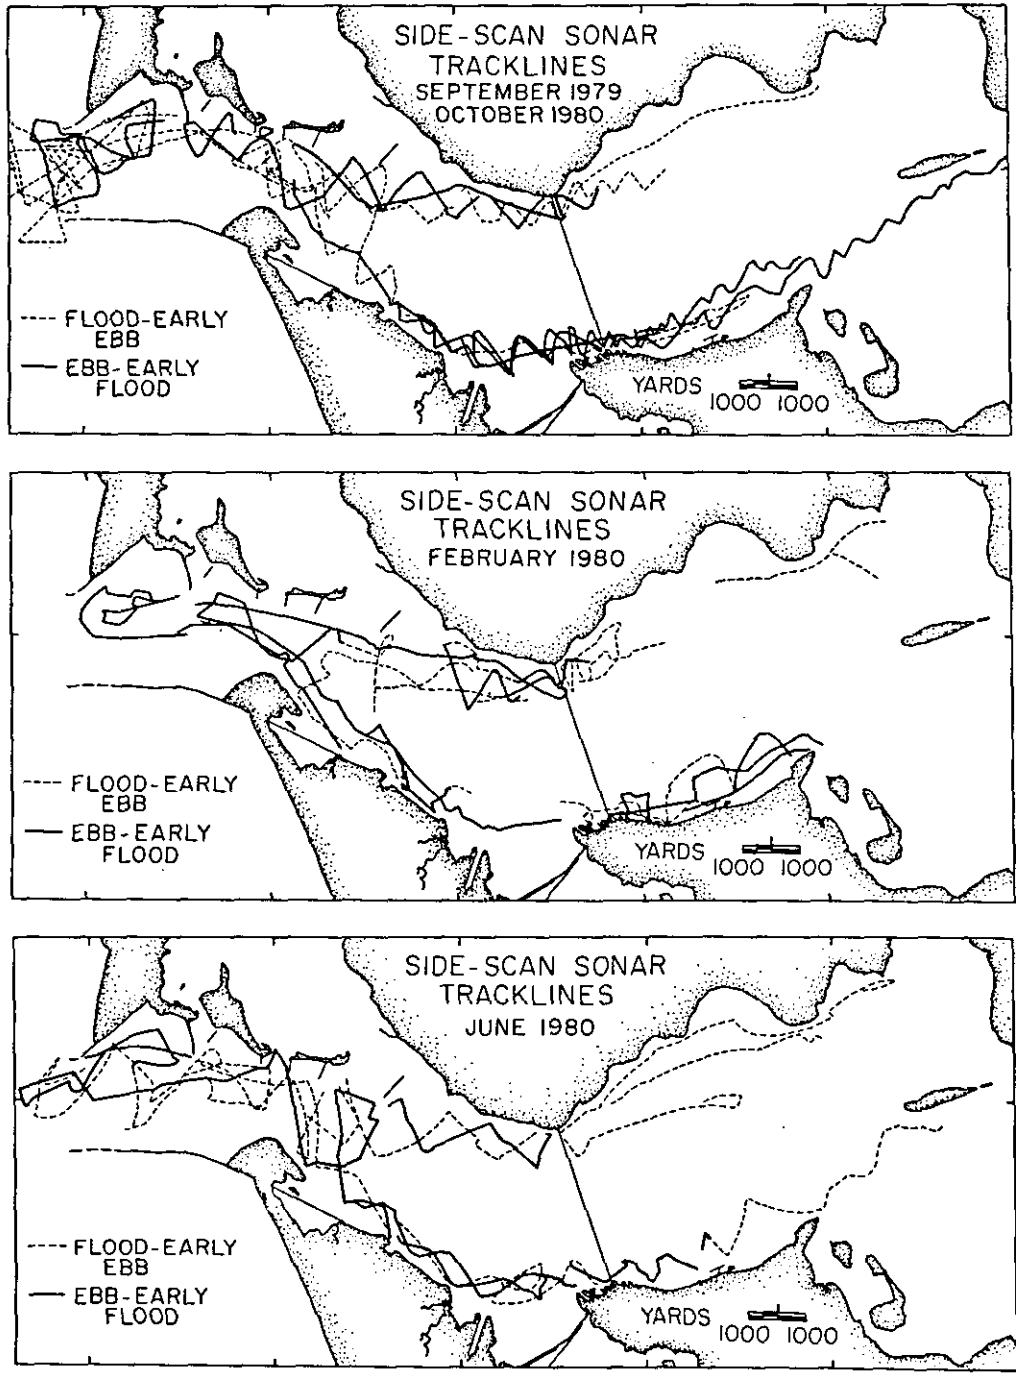 SIDE-SCAN SONAR
TRACKLINES
SEPTEMBER 1979
OCTOBER 1980
FLOOD-EARLY
EBB
EBB-EARLY
FLOOD
YARDS
1000 1000
SIDE-SCAN SONAR
TRACKLINES
FEBRUARY 1980
FLOOD-EARLY
EBB
EBB-EARLY
FLOOD
YARDS
1000 1000
SIDE-SCAN SONAR
TRACKLINES
JUNE 1980
FLOOD-EARLY
EBB
EBB-EARLY
FLOOD
YARDS
1000 1000